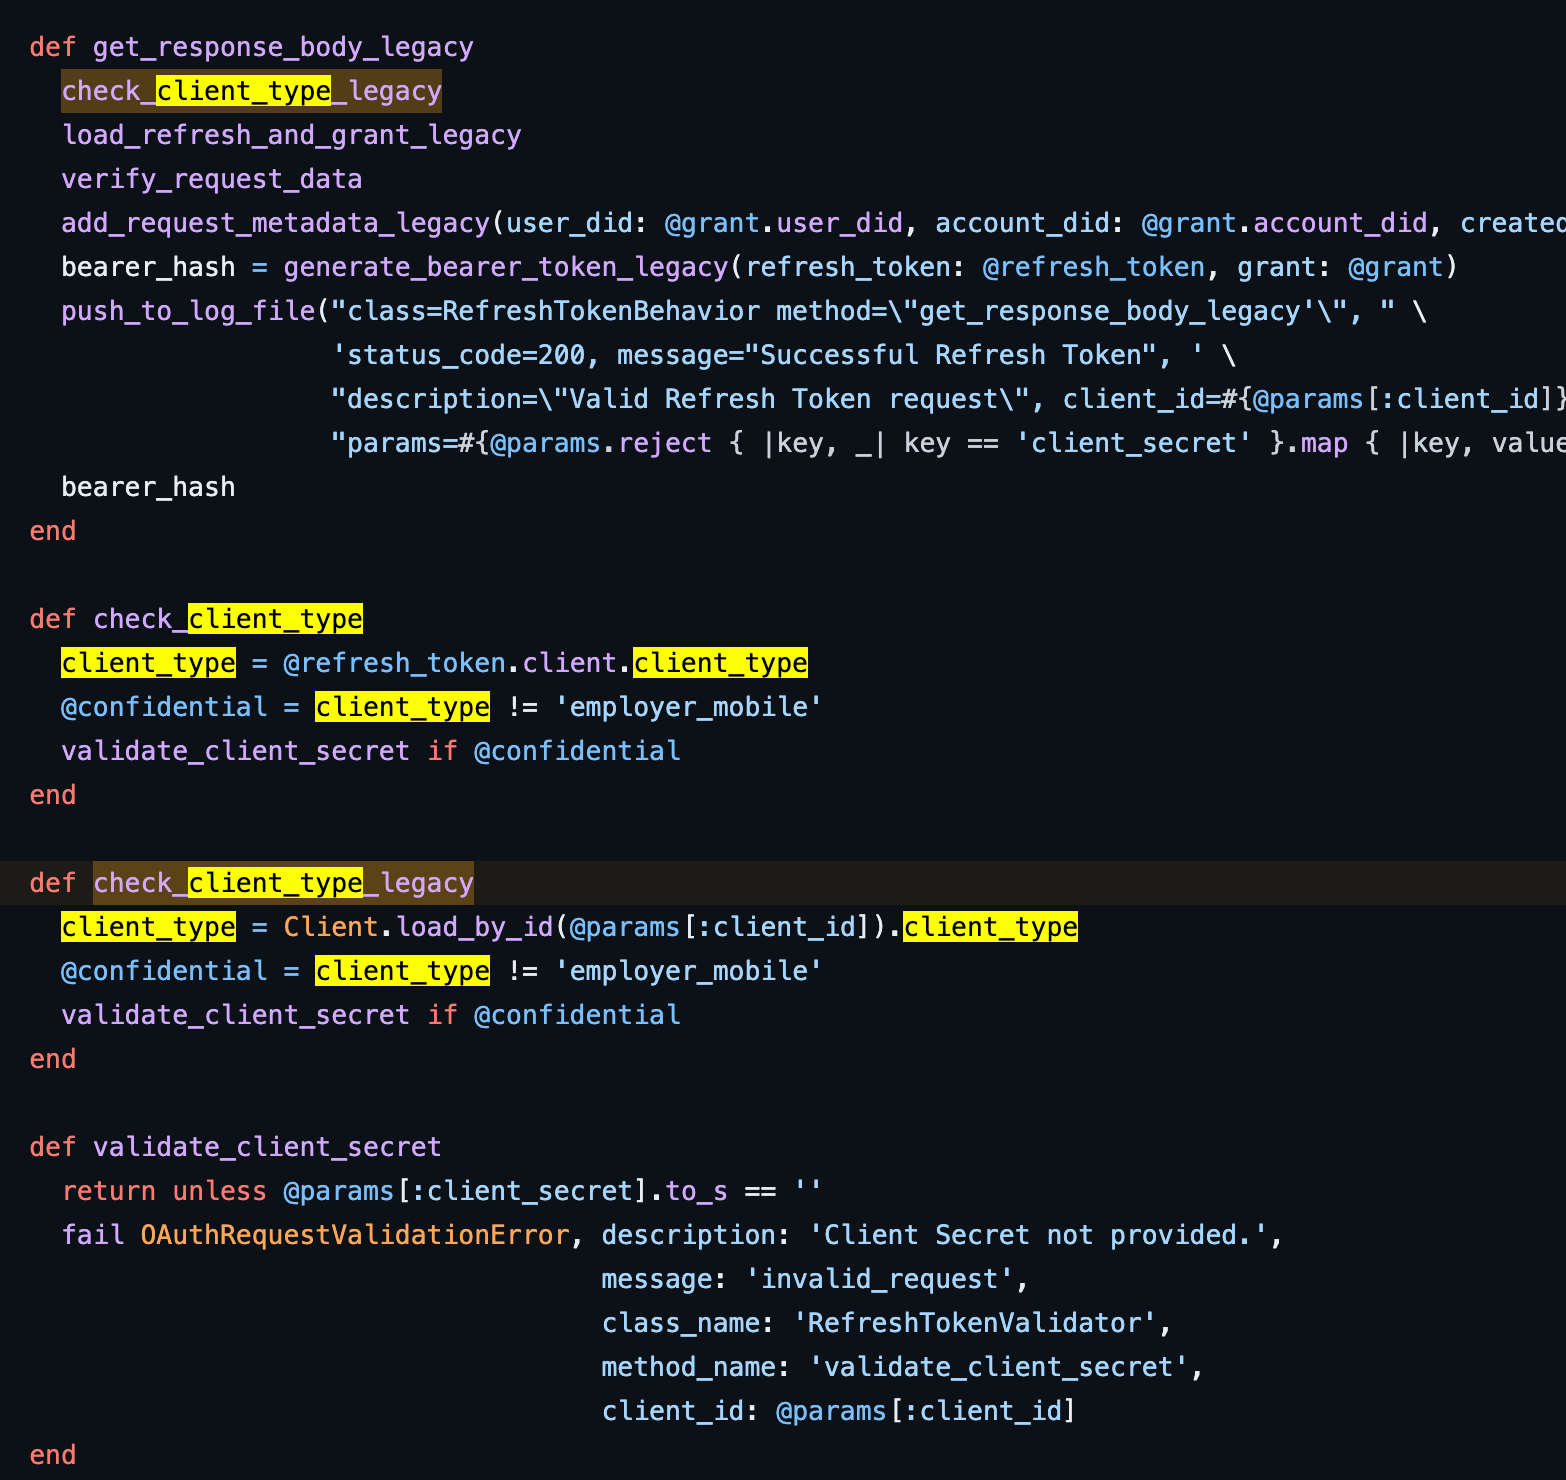 def get_response_body_legacy
  check_client_type_legacy
  load_refresh_and_grant_legacy
  verify_request_data
  add_request_metadata_legacy(user_did: @grant.user_did, account_did: @grant.account_did, created
  bearer_hash = generate_bearer_token_legacy(refresh_token: @refresh_token, grant: @grant)
  push_to_log_file("class=RefreshTokenBehavior method=\"get_response_body_legacy'\", " \
                   'status_code=200, message="Successful Refresh Token", ' \
                   "description=\"Valid Refresh Token request\", client_id=#{@params[:client_id]}
                   "params=#{@params.reject { |key, _| key == 'client_secret' }.map { |key, value
  bearer_hash
end

def check_client_type
  client_type = @refresh_token.client.client_type
  @confidential = client_type != 'employer_mobile'
  validate_client_secret if @confidential
end

def check_client_type_legacy
  client_type = Client.load_by_id(@params[:client_id]).client_type
  @confidential = client_type != 'employer_mobile'
  validate_client_secret if @confidential
end

def validate_client_secret
  return unless @params[:client_secret].to_s == ''
  fail OAuthRequestValidationError, description: 'Client Secret not provided.',
                                    message: 'invalid_request',
                                    class_name: 'RefreshTokenValidator',
                                    method_name: 'validate_client_secret',
                                    client_id: @params[:client_id]
end